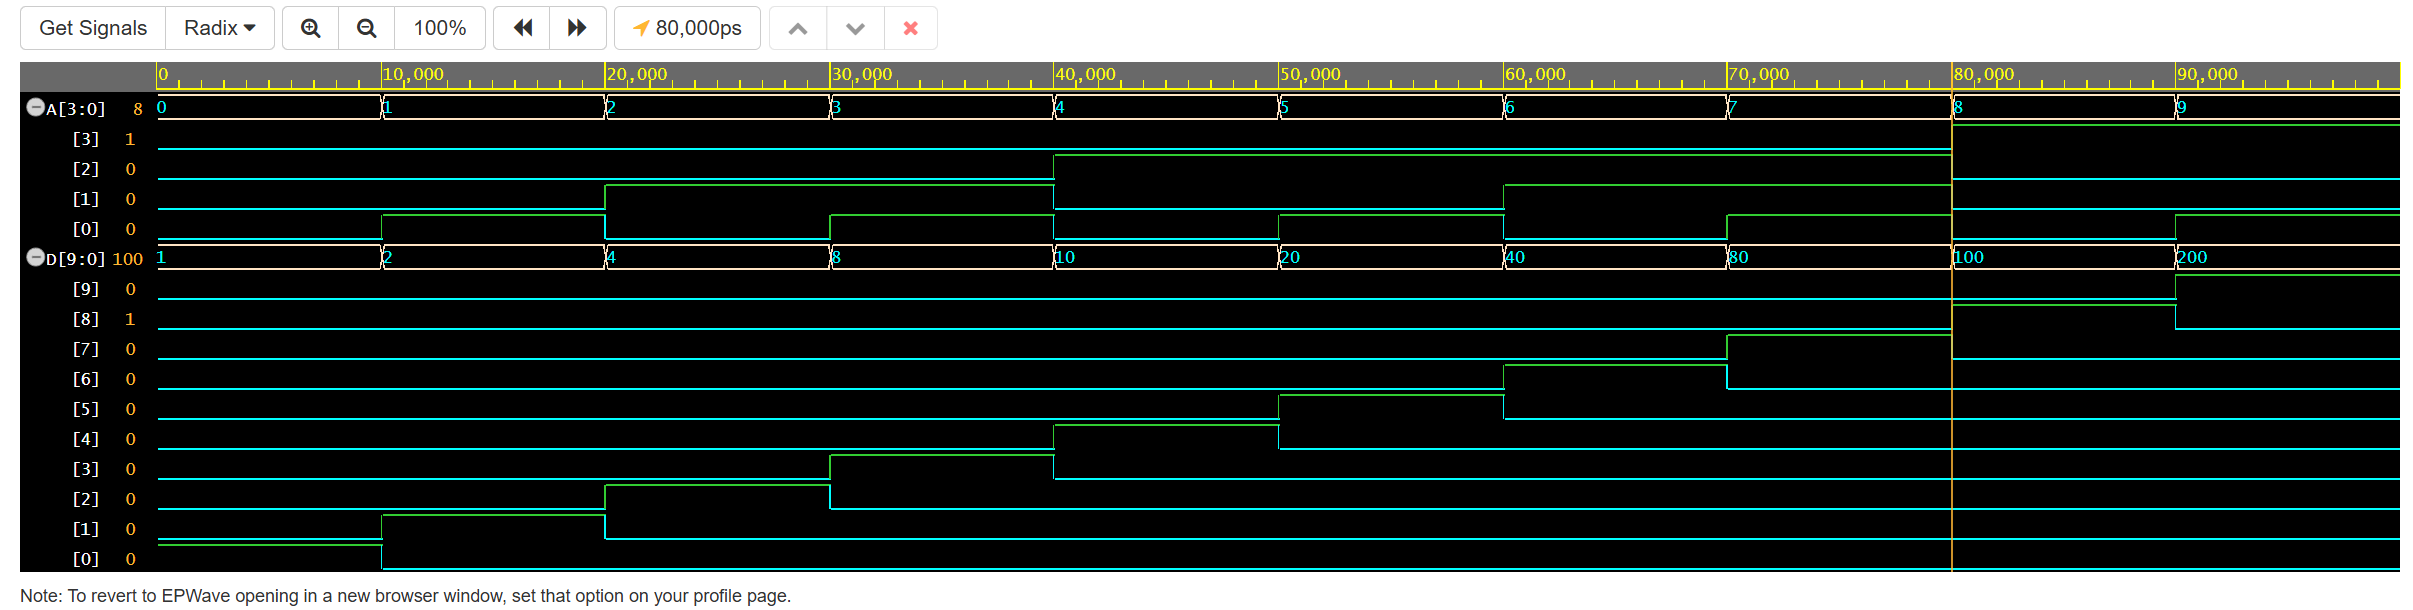 Get Signals Radix 100% 80,000ps
0 10,000 20,000 30,000 40,000 50,000 60,000 70,000 80,000 90,000
A[3:0] 8 0 1 2 3 4 5 6 7 8 9
[3] 1
[2] 0
[1] 0
[0] 0
D[9:0] 100 1 2 4 8 10 20 40 80 100 200
[9] 0
[8] 1
[7] 0
[6] 0
[5] 0
[4] 0
[3] 0
[2] 0
[1] 0
[0] 0
Note: To revert to EPWave opening in a new browser window, set that option on your profile page.